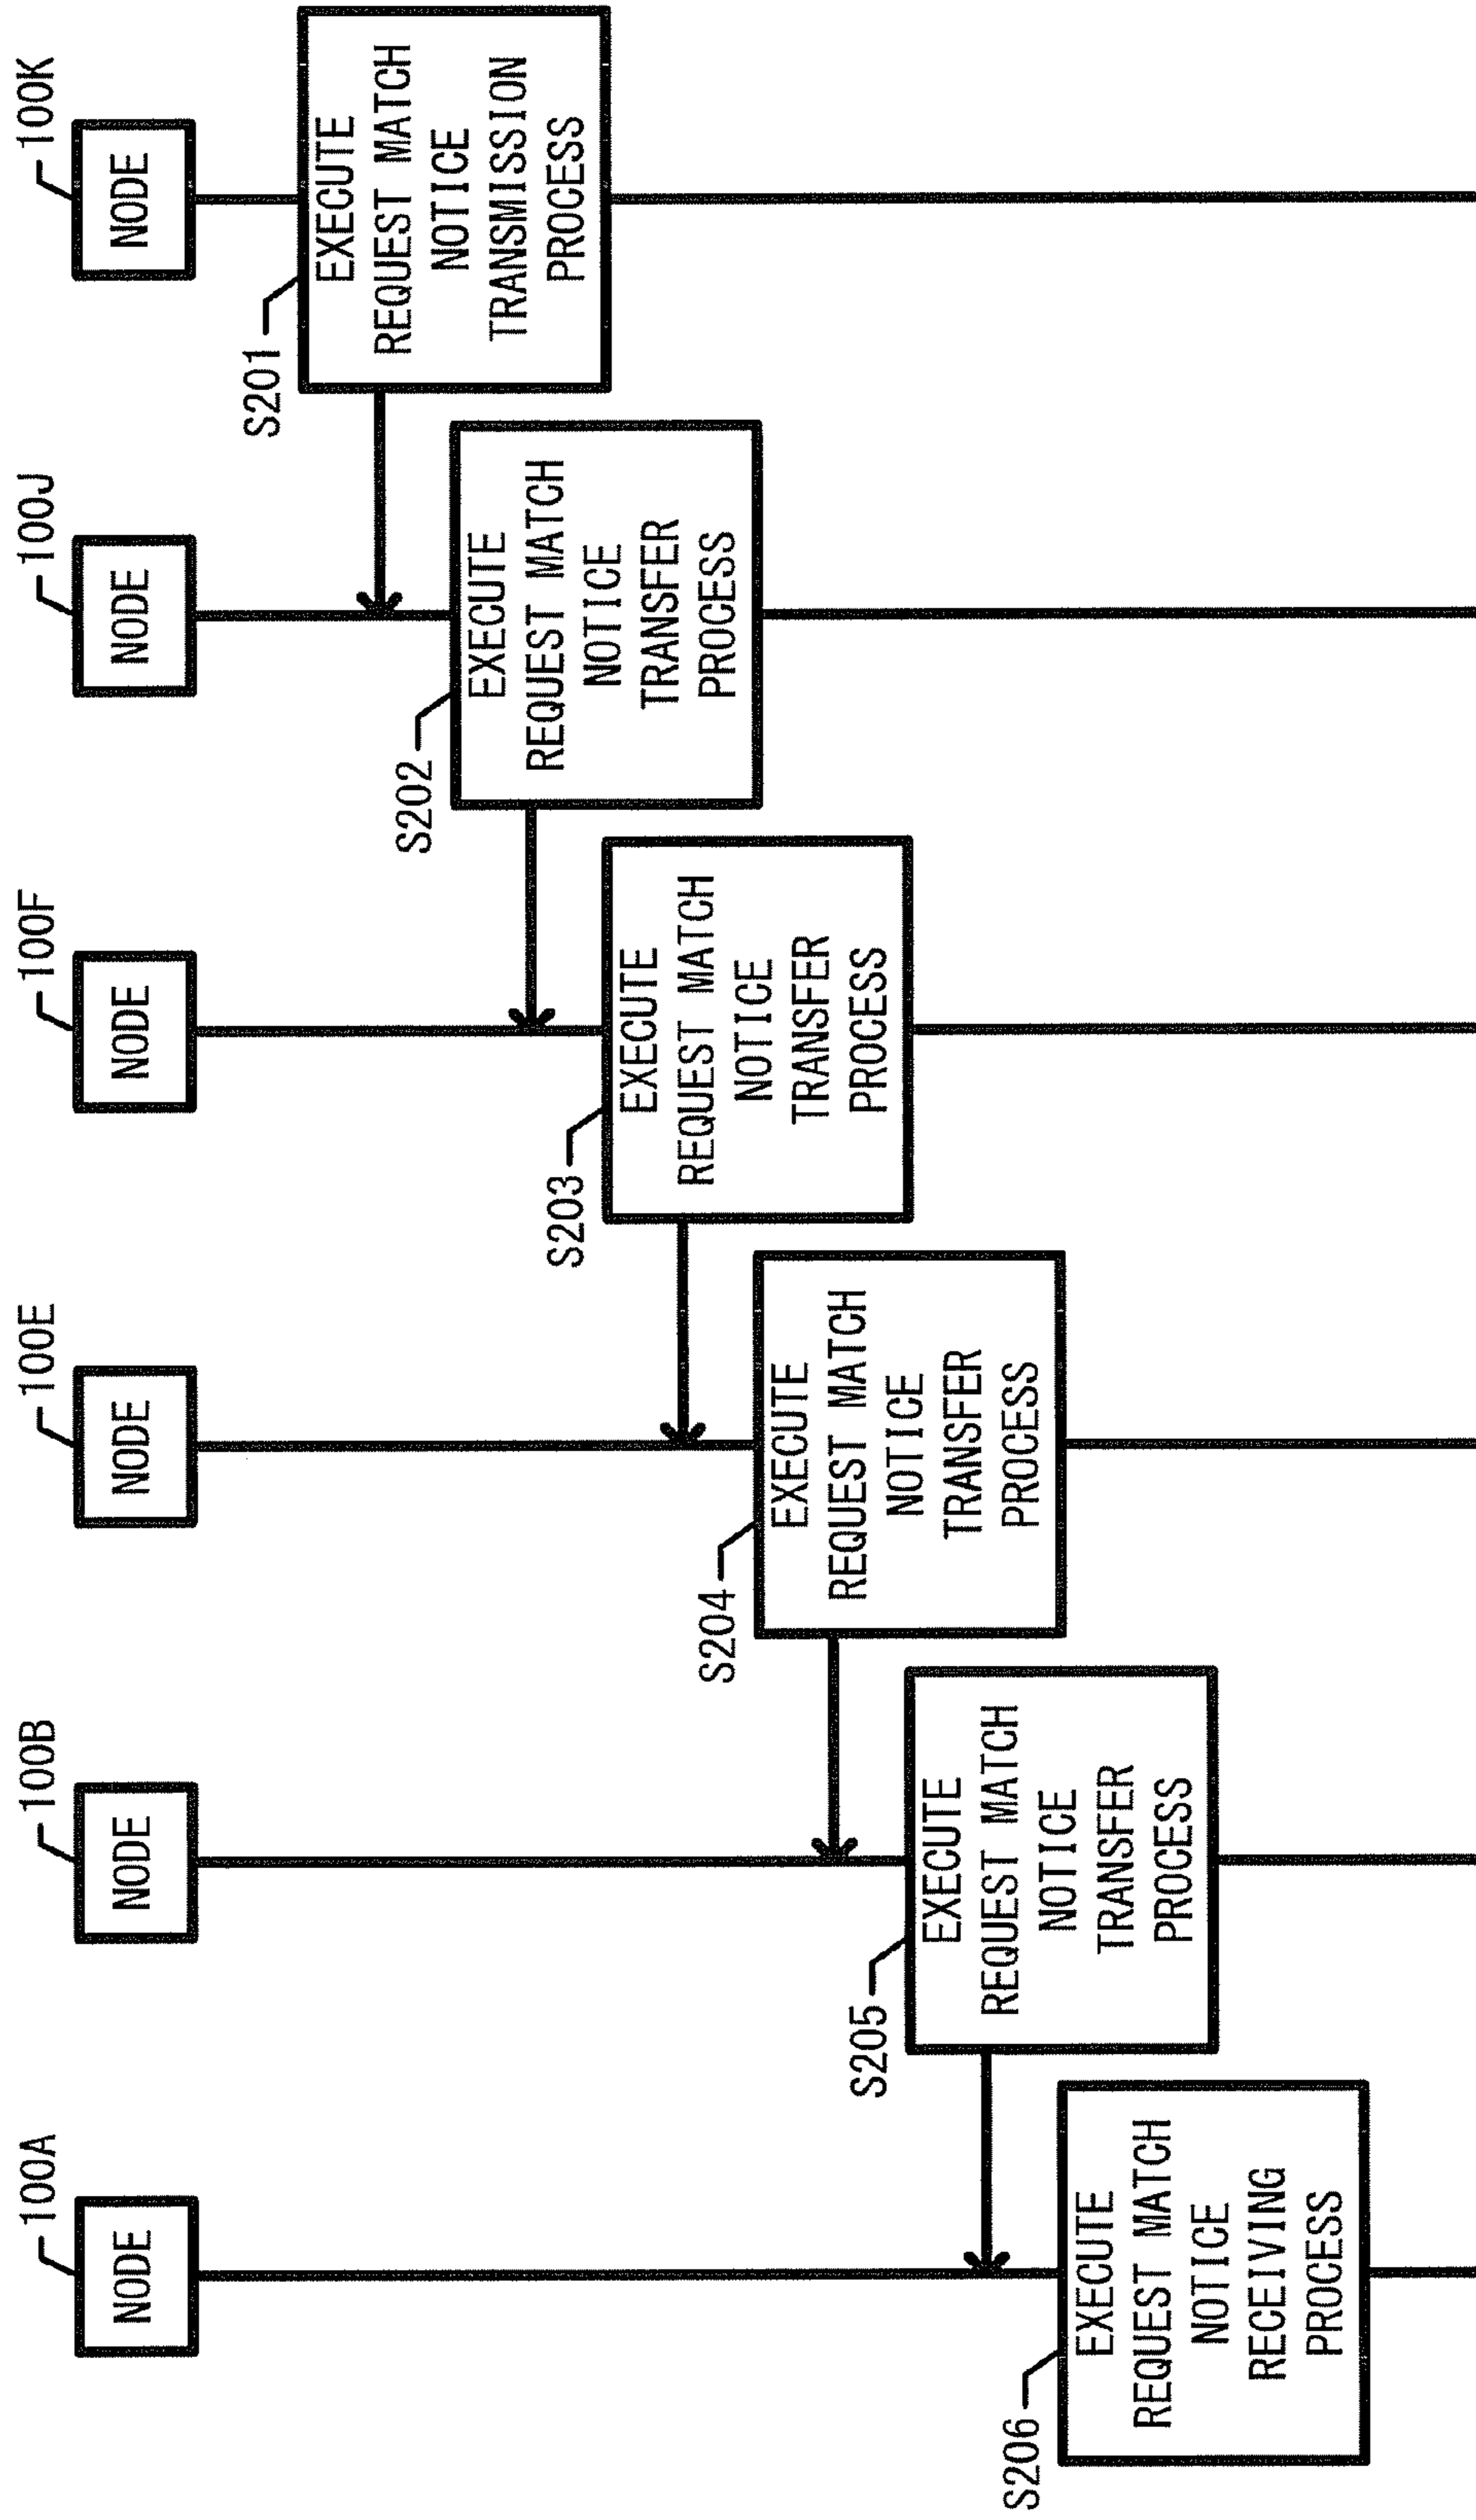 100A
NODE
100B
NODE
100E
NODE
100F
NODE
100J
NODE
100K
NODE
S201
EXECUTE
REQUEST MATCH
NOTICE
TRANSMISSION
PROCESS
S202
EXECUTE
REQUEST MATCH
NOTICE
TRANSFER
PROCESS
S203
EXECUTE
REQUEST MATCH
NOTICE
TRANSFER
PROCESS
S204
EXECUTE
REQUEST MATCH
NOTICE
TRANSFER
PROCESS
S205
EXECUTE
REQUEST MATCH
NOTICE
TRANSFER
PROCESS
S206
EXECUTE
REQUEST MATCH
NOTICE
RECEIVING
PROCESS